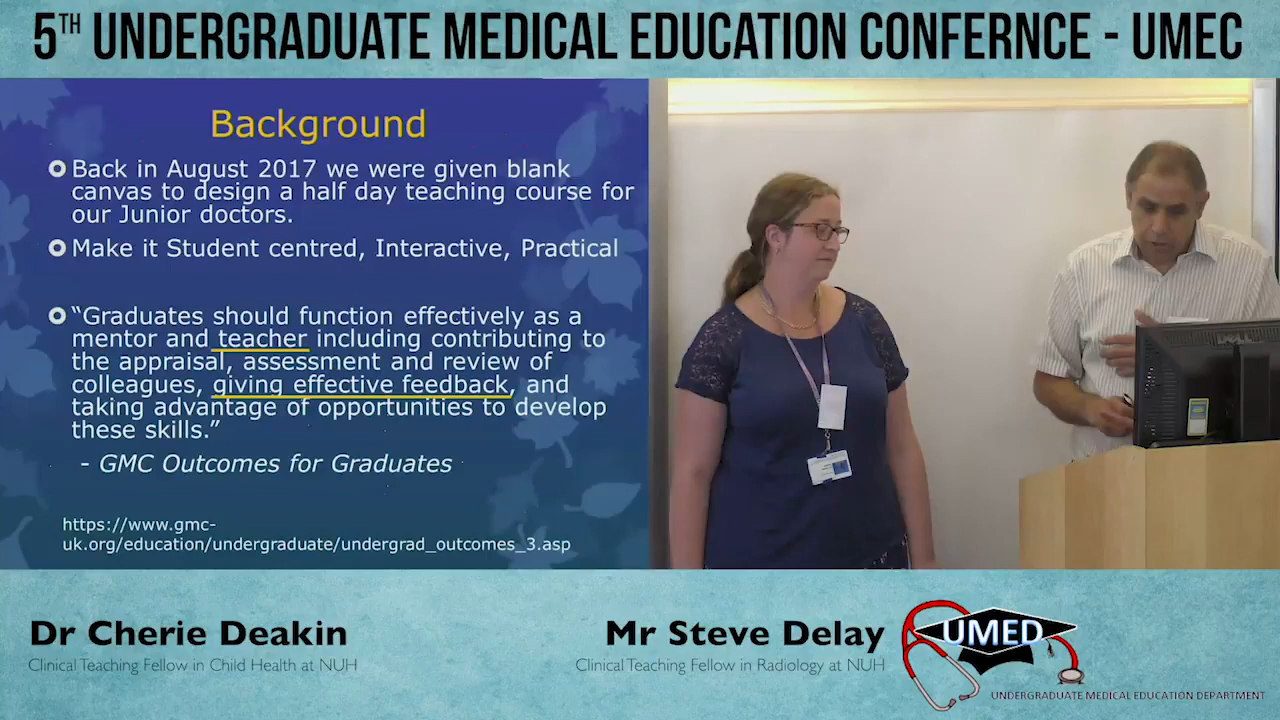 5TH UNDERGRADUATE MEDICAL EDUCATION CONFERNCE - UMEC
Background
Back in August 2017 we were given blank
canvas to design a half day teaching course for
our Junior doctors.
Make it Student centred, Interactive, Practical
“Graduates should function effectively as a
mentor and teacher including contributing to
the appraisal, assessment and review of
colleagues, giving effective feedback, and
taking advantage of opportunities to develop
these skills.”
- GMC Outcomes for Graduates
https://www.gmc-
uk.org/education/undergraduate/undergrad_outcomes_3.asp
DELL
Dr Cherie Deakin
Clinical Teaching Fellow in Child Health at NUH
Mr Steve Delay
Clinical Teaching Fellow in Radiology at NUH
UMED
UNDERGRADUATE MEDICAL EDUCATION DEPARTMENT